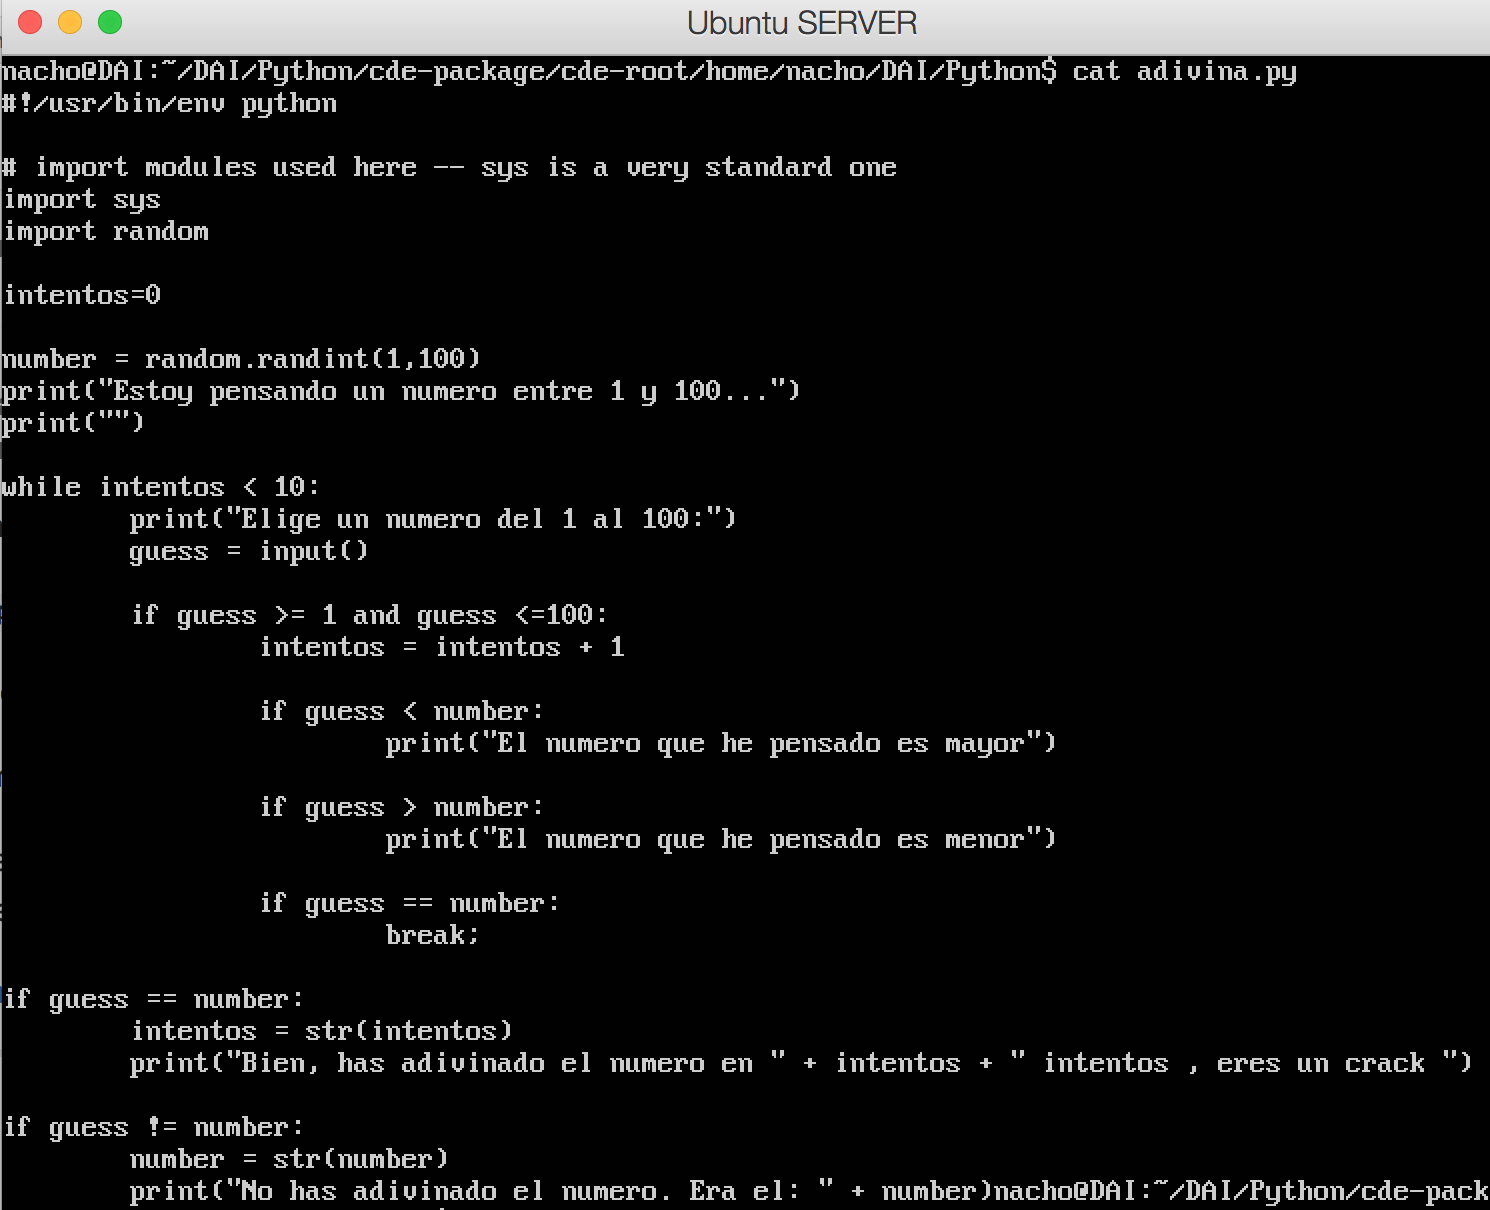 Ubuntu SERVER
nacho@DAI:~/DAI/Python/cde-package/cde-root/home/nacho/DAI/Python$ cat adivina.py
#!/usr/bin/env python
# import modules used here -- sys is a very standard one
import sys
import random
intentos=0
number = random.randint(1,100)
print("Estoy pensando un numero entre 1 y 100...")
print("")
while intentos < 10:
        print("Elige un numero del 1 al 100:")
        guess = input()
        if guess >= 1 and guess <=100:
                intentos = intentos + 1
                if guess < number:
                        print("El numero que he pensado es mayor")
                if guess > number:
                        print("El numero que he pensado es menor")
                if guess == number:
                        break;
if guess == number:
        intentos = str(intentos)
        print("Bien, has adivinado el numero en " + intentos + " intentos , eres un crack ")
if guess != number:
        number = str(number)
        print("No has adivinado el numero. Era el: " + number)nacho@DAI:~/DAI/Python/cde-pack